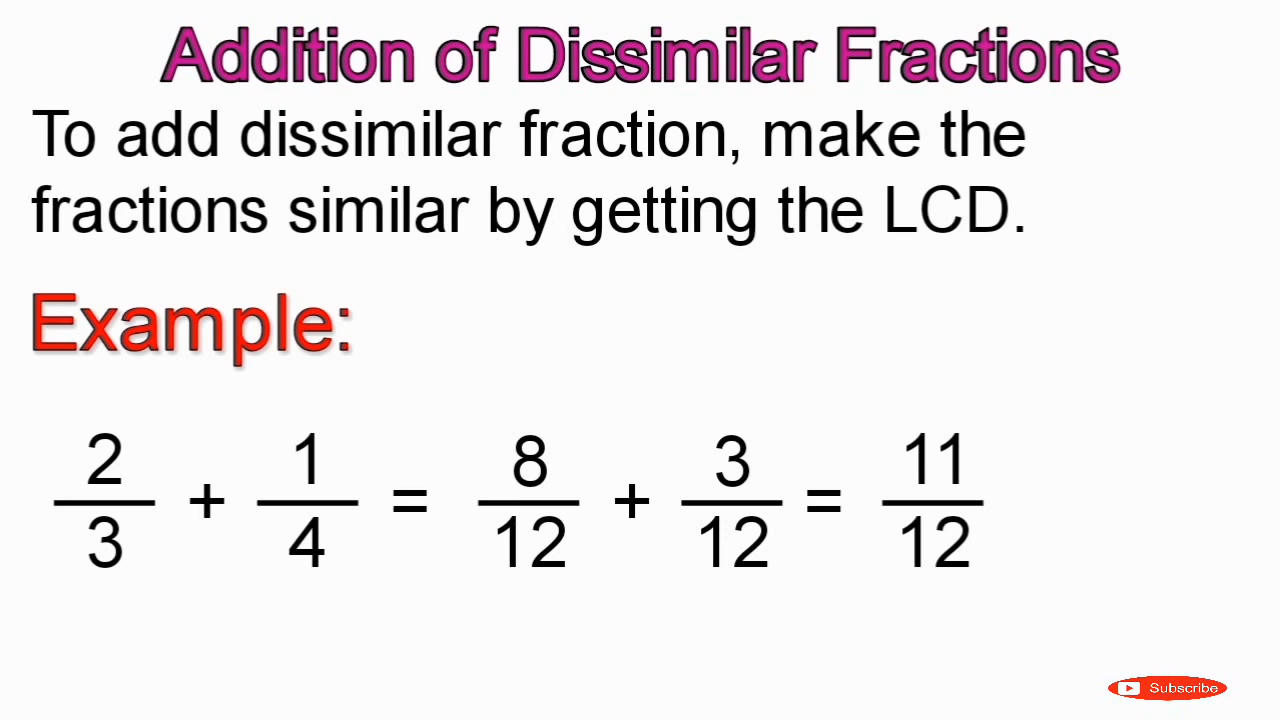 Addition of Dissimilar Fractions
To add dissimilar fraction, make the
fractions similar by getting the LCD.
Example:
2/3 + 1/4 = 8/12 + 3/12 = 11/12
Subscribe